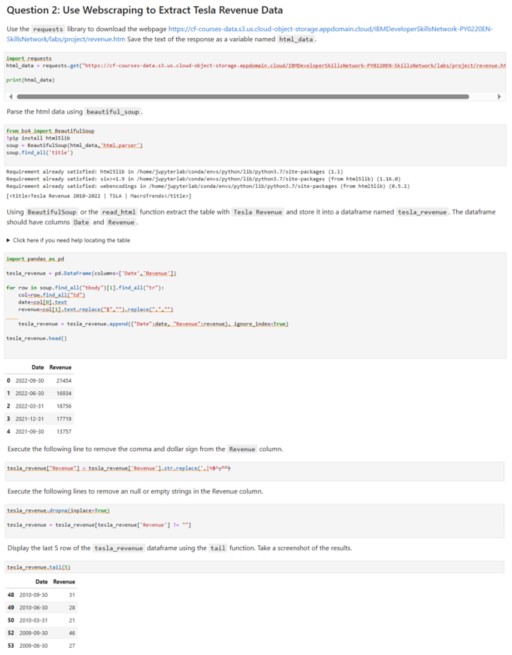 Question 2: Use Webscraping to Extract Tesla Revenue Data
Use the requests library to download the webpage https://cf-courses-data.s3.us.cloud-object-storage.appdomain.cloud/IBMDeveloperSkillsNetwork-PY0220EN-
SkillsNetwork/labs/project/revenue.htm Save the text of the response as a variable named html_data.
import requests
html_data = requests.get("https://cf-courses-data.s3.us.cloud-object-storage.appdomain.cloud/IBMDeveloperSkillsNetwork-PY0220EN-SkillsNetwork/labs/project/revenue.ht
print(html_data)
Parse the html data using beautiful_soup.
from bs4 import BeautifulSoup
!pip install html5lib
soup = BeautifulSoup(html_data,'html.parser')
soup.find_all('title')
Requirement already satisfied: html5lib in /home/jupyterlab/conda/envs/python/lib/python3.7/site-packages (1.1)
Requirement already satisfied: six>=1.9 in /home/jupyterlab/conda/envs/python/lib/python3.7/site-packages (from html5lib) (1.16.0)
Requirement already satisfied: webencodings in /home/jupyterlab/conda/envs/python/lib/python3.7/site-packages (from html5lib) (0.5.1)
[<title>Tesla Revenue 2010-2022 | TSLA | MacroTrends</title>]
Using BeautifulSoup or the read_html function extract the table with Tesla Revenue and store it into a dataframe named tesla_revenue. The dataframe
should have columns Date and Revenue.
▶ Click here if you need help locating the table
import pandas as pd
tesla_revenue = pd.DataFrame(columns=['Date','Revenue'])
for row in soup.find_all("tbody")[1].find_all("tr"):
col=row.find_all("td")
date=col[0].text
revenue=col[1].text.replace("$","").replace(",","")
tesla_revenue = tesla_revenue.append({"Date":date, "Revenue":revenue}, ignore_index=True)
tesla_revenue.head()
Date Revenue
0 2022-09-30 21454
1 2022-06-30 16934
2 2022-03-31 18756
3 2021-12-31 17719
4 2021-09-30 13757
Execute the following line to remove the comma and dollar sign from the Revenue column.
tesla_revenue["Revenue"] = tesla_revenue['Revenue'].str.replace(',|\$',"")
Execute the following lines to remove an null or empty strings in the Revenue column.
tesla_revenue.dropna(inplace=True)
tesla_revenue = tesla_revenue[tesla_revenue['Revenue'] != ""]
Display the last 5 row of the tesla_revenue dataframe using the tail function. Take a screenshot of the results.
tesla_revenue.tail(5)
Date Revenue
48 2010-09-30 31
49 2010-06-30 28
50 2010-03-31 21
52 2009-09-30 46
53 2009-06-30 27